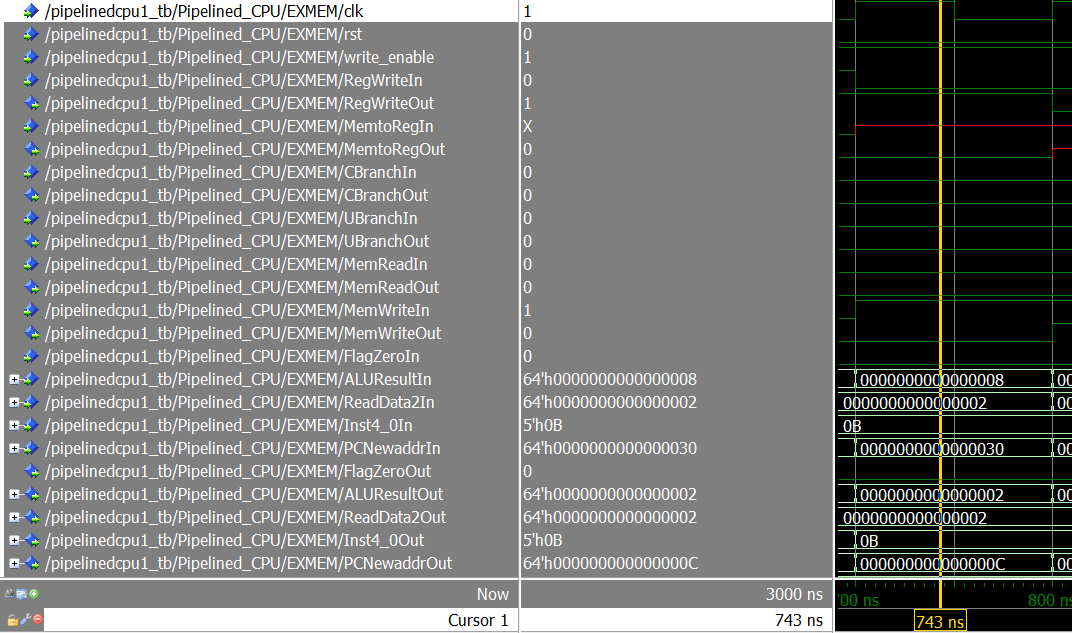 /pipelinedcpu1_tb/Pipelined_CPU/EXMEM/clk 1
/pipelinedcpu1_tb/Pipelined_CPU/EXMEM/rst 0
/pipelinedcpu1_tb/Pipelined_CPU/EXMEM/write_enable 1
/pipelinedcpu1_tb/Pipelined_CPU/EXMEM/RegWriteIn 0
/pipelinedcpu1_tb/Pipelined_CPU/EXMEM/RegWriteOut 1
/pipelinedcpu1_tb/Pipelined_CPU/EXMEM/MemtoRegIn X
/pipelinedcpu1_tb/Pipelined_CPU/EXMEM/MemtoRegOut 0
/pipelinedcpu1_tb/Pipelined_CPU/EXMEM/CBranchIn 0
/pipelinedcpu1_tb/Pipelined_CPU/EXMEM/CBranchOut 0
/pipelinedcpu1_tb/Pipelined_CPU/EXMEM/UBranchIn 0
/pipelinedcpu1_tb/Pipelined_CPU/EXMEM/UBranchOut 0
/pipelinedcpu1_tb/Pipelined_CPU/EXMEM/MemReadIn 0
/pipelinedcpu1_tb/Pipelined_CPU/EXMEM/MemReadOut 0
/pipelinedcpu1_tb/Pipelined_CPU/EXMEM/MemWriteIn 1
/pipelinedcpu1_tb/Pipelined_CPU/EXMEM/MemWriteOut 0
/pipelinedcpu1_tb/Pipelined_CPU/EXMEM/FlagZeroIn 0
/pipelinedcpu1_tb/Pipelined_CPU/EXMEM/ALUResultIn 64'h0000000000000008 0000000000000008 00
/pipelinedcpu1_tb/Pipelined_CPU/EXMEM/ReadData2In 64'h0000000000000002 0000000000000002 00
/pipelinedcpu1_tb/Pipelined_CPU/EXMEM/Inst4_0In 5'h0B 0B
/pipelinedcpu1_tb/Pipelined_CPU/EXMEM/PCNewaddrIn 64'h0000000000000030 0000000000000030 00
/pipelinedcpu1_tb/Pipelined_CPU/EXMEM/FlagZeroOut 0
/pipelinedcpu1_tb/Pipelined_CPU/EXMEM/ALUResultOut 64'h0000000000000002 0000000000000002 00
/pipelinedcpu1_tb/Pipelined_CPU/EXMEM/ReadData2Out 64'h0000000000000002 0000000000000002
/pipelinedcpu1_tb/Pipelined_CPU/EXMEM/Inst4_0Out 5'h0B 0B
/pipelinedcpu1_tb/Pipelined_CPU/EXMEM/PCNewaddrOut 64'h000000000000000C 000000000000000C 00
Now 3000 ns 00 ns 800 ns
Cursor 1 743 ns 743 ns